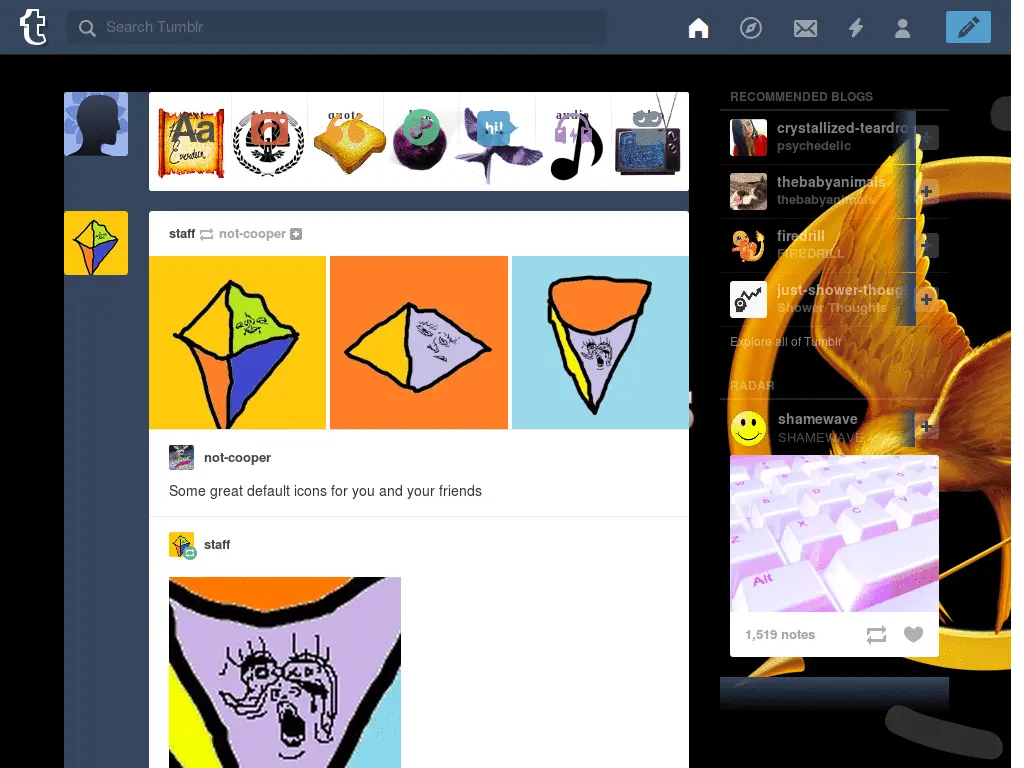 t
Search Tumblr
RECOMMENDED BLOGS
Aa
Everdeen
quote
hi!
audio
crystallized-teardro
psychedelic
thebabyanimals
thebabyanimals
firedrill
FIREDRILL
just-shower-thoug
Shower Thoughts
Explore all of Tumblr
staff not-cooper
not-cooper
Some great default icons for you and your friends
staff
RADAR
shamewave
SHAMEWAVE
X
C
V
Z
Alt
1,519 notes